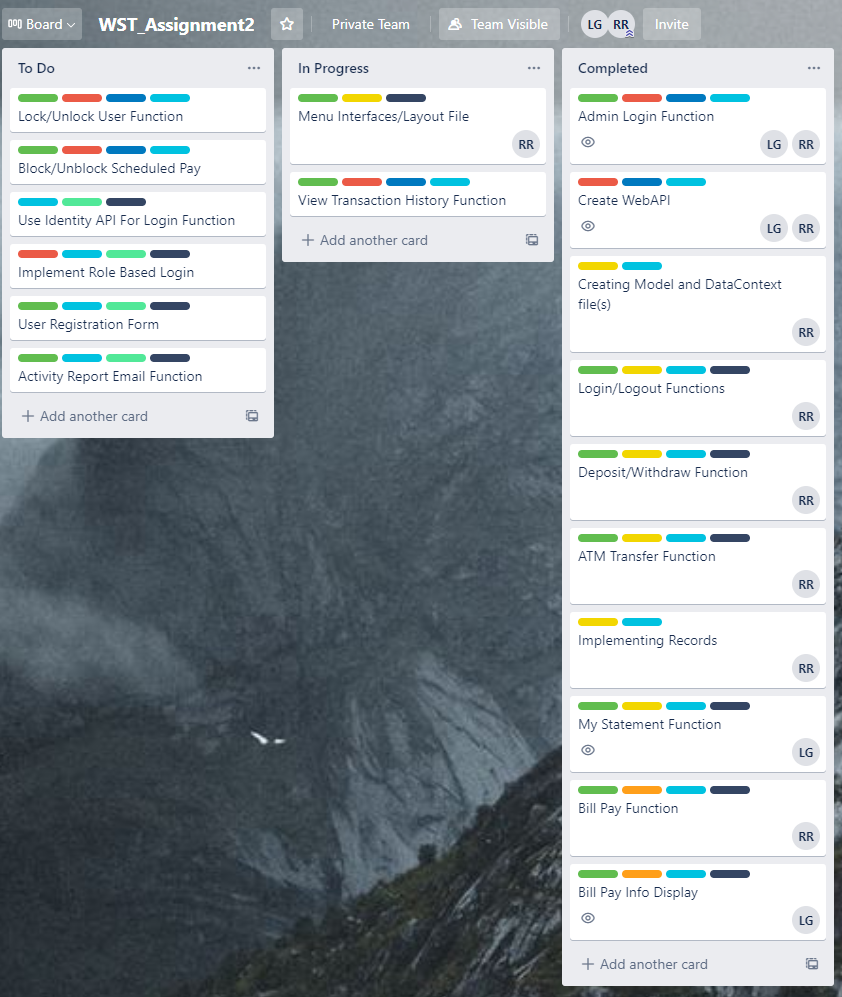 Board
WST_Assignment2
Private Team
Team Visible
LG
RR
Invite
To Do
Lock/Unlock User Function
Block/Unblock Scheduled Pay
Use Identity API For Login Function
Implement Role Based Login
User Registration Form
Activity Report Email Function
Add another card
In Progress
Menu Interfaces/Layout File
RR
View Transaction History Function
Add another card
Completed
Admin Login Function
LG RR
Create WebAPI
LG RR
Creating Model and DataContext
file(s)
RR
Login/Logout Functions
RR
Deposit/Withdraw Function
RR
ATM Transfer Function
RR
Implementing Records
RR
My Statement Function
LG
Bill Pay Function
RR
Bill Pay Info Display
LG
Add another card